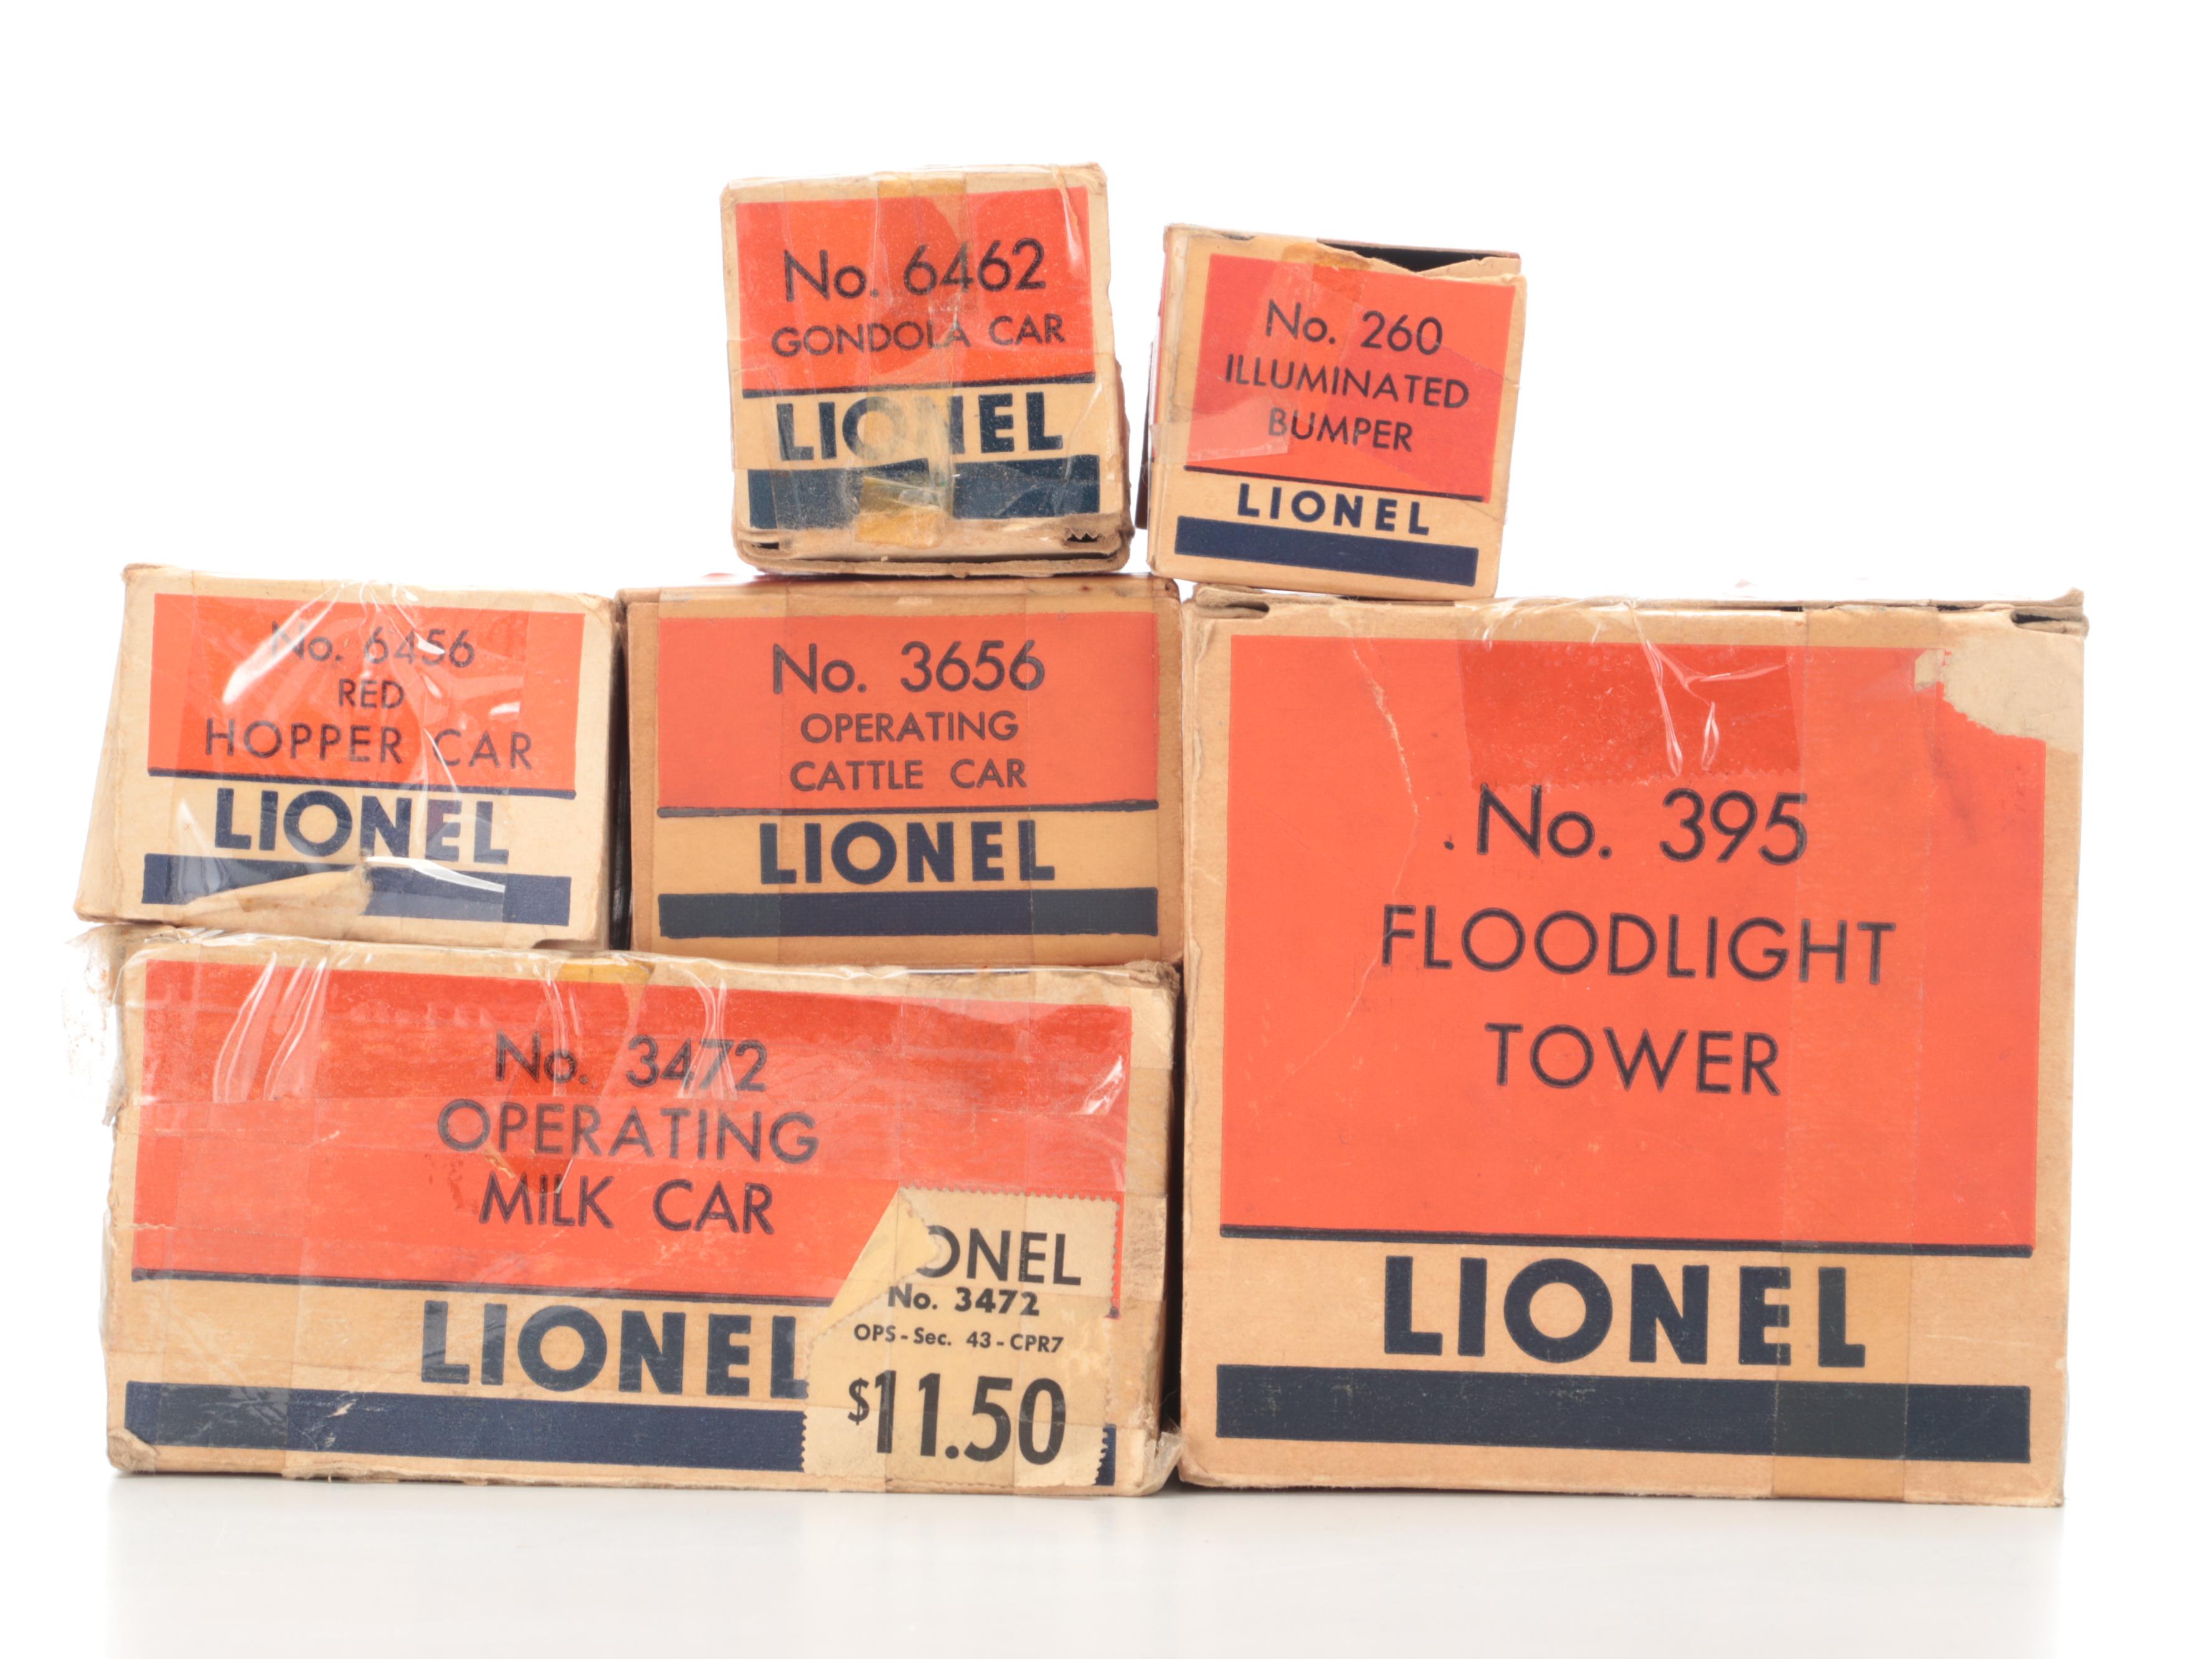 No. 6462
GONDOLA CAR
LIONEL
No. 260
ILLUMINATED
BUMPER
LIONEL
No. 6456
RED
HOPPER CAR
LIONEL
No. 3656
OPERATING
CATTLE CAR
LIONEL
No. 395
FLOODLIGHT
TOWER
LIONEL
No. 3472
OPERATING
MILK CAR
LIONEL
ONEL
No. 3472
OPS-Sec. 43-CPR7
$11.50